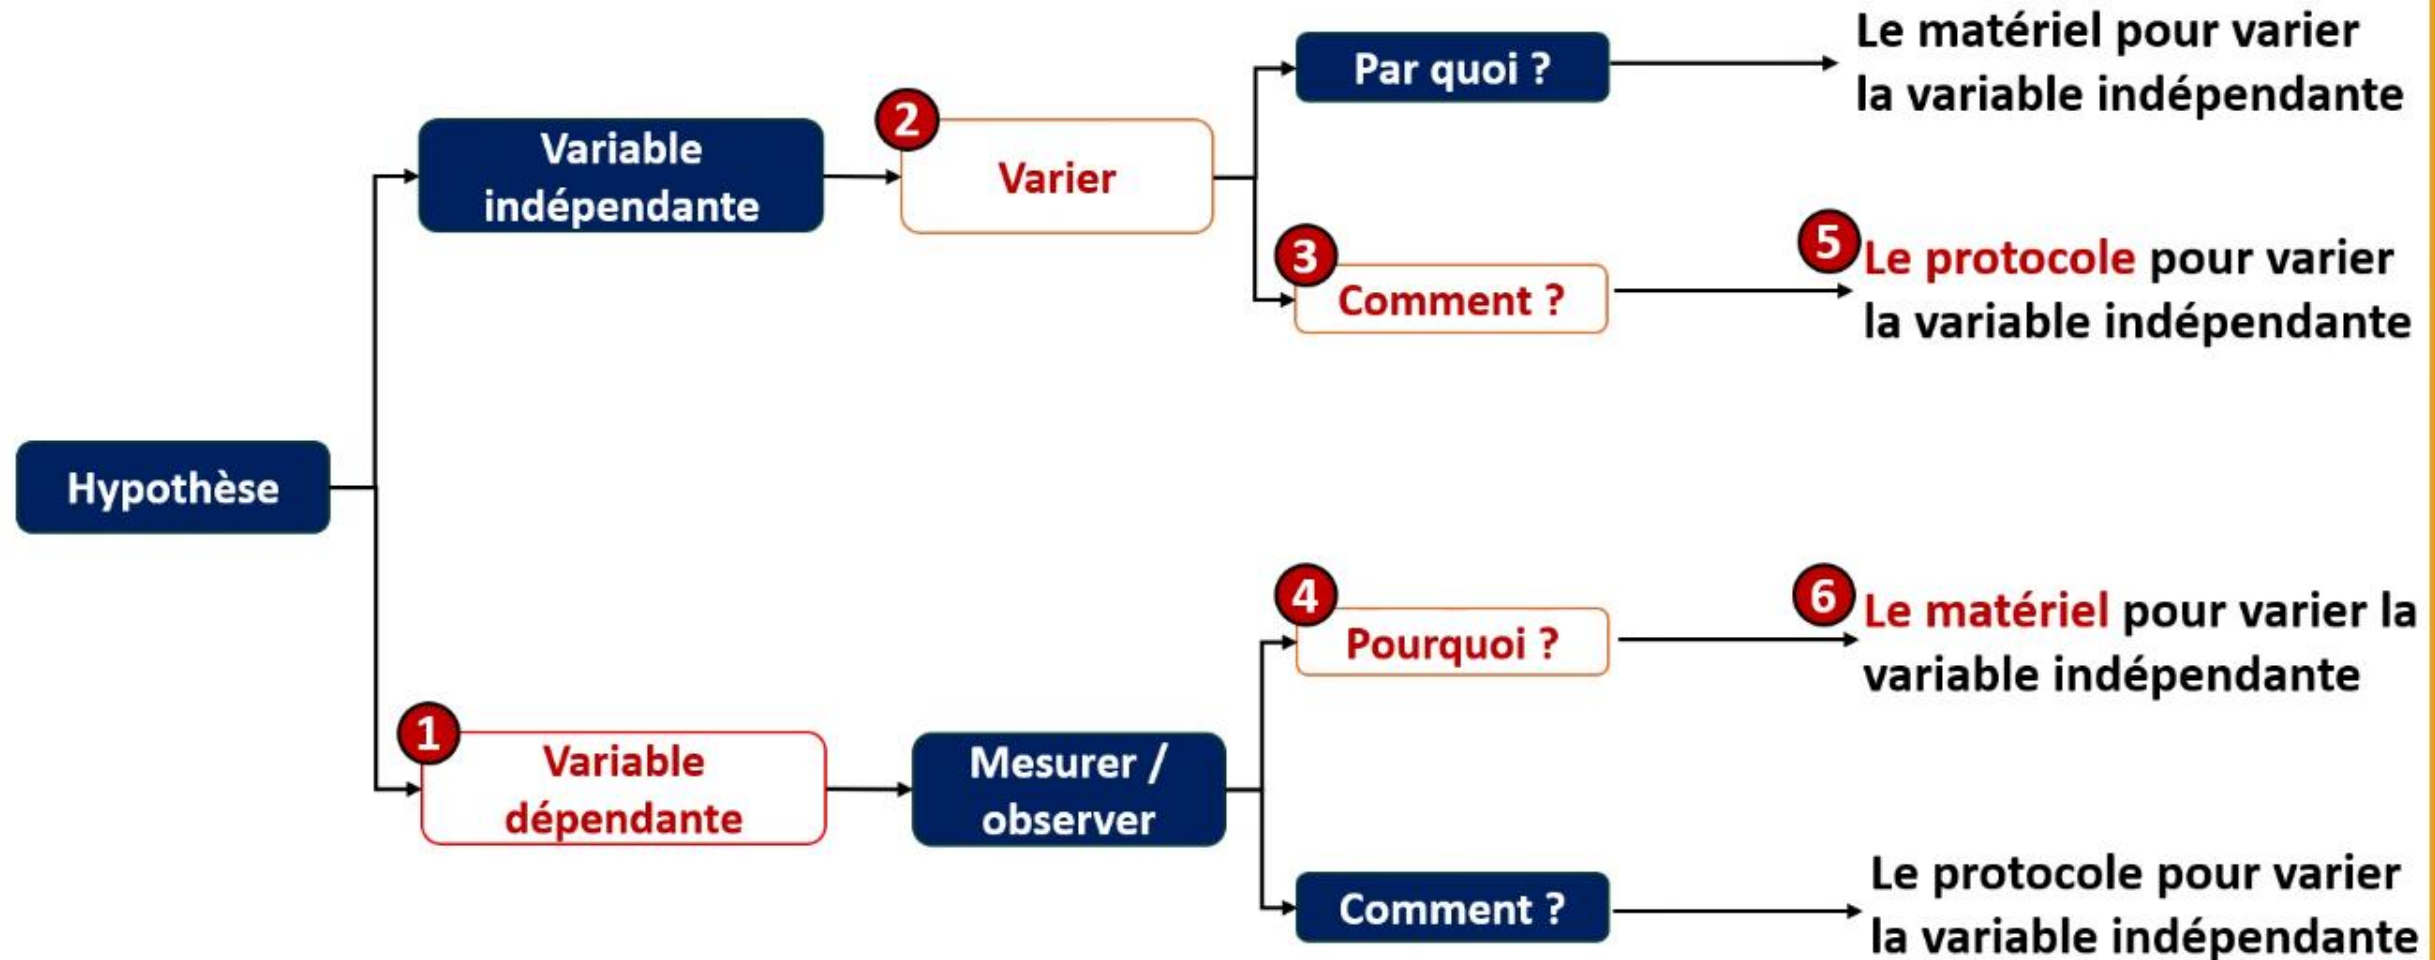 Hypothèse
Variable
indépendante
2
Varier
Par quoi ?
Le matériel pour varier
la variable indépendante
3
Comment ?
5
Le protocole pour varier
la variable indépendante
1
Variable
dépendante
Mesurer /
observer
4
Pourquoi ?
6
Le matériel pour varier la
variable indépendante
Comment ?
Le protocole pour varier
la variable indépendante